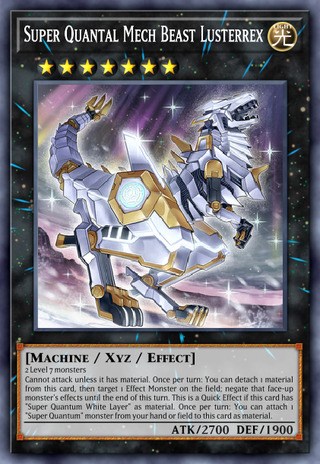 Super Quantal Mech Beast Lusterrex
LIGHT
光
[Machine / Xyz / Effect]
2 Level 7 monsters
Cannot attack unless it has material. Once per turn: You can detach 1 material
from this card, then target 1 Effect Monster on the field; negate that face-up
monster's effects until the end of this turn. This is a Quick Effect if this card has
"Super Quantum White Layer" as material. Once per turn: You can attach 1
"Super Quantum" monster from your hand or field to this card as material.
ATK/2700 DEF/1900